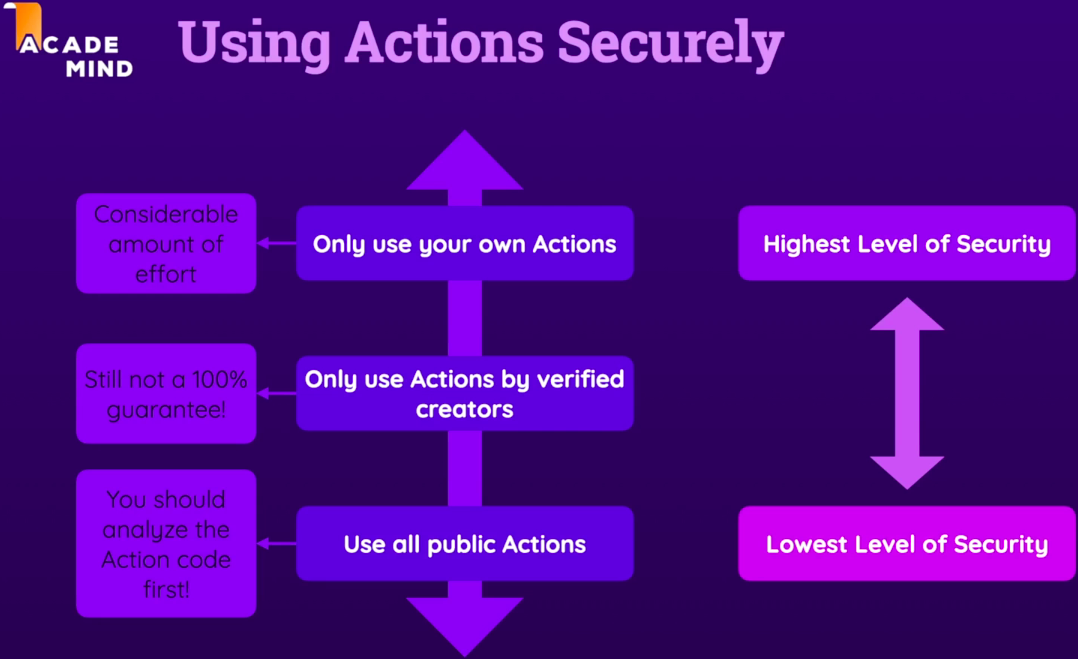 ACADE
MIND
Using Actions Securely
Considerable
amount of
effort
Only use your own Actions
Highest Level of Security
Still not a 100%
guarantee!
Only use Actions by verified
creators
You should
analyze the
Action code
first!
Use all public Actions
Lowest Level of Security